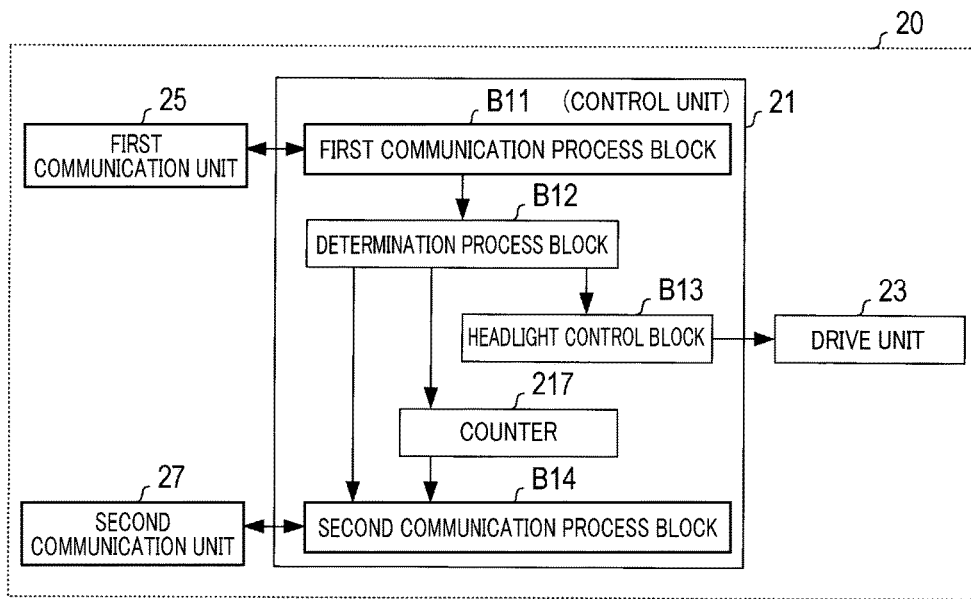 20
25
B11 (CONTROL UNIT) 21
FIRST
COMMUNICATION UNIT
FIRST COMMUNICATION PROCESS BLOCK
B12
DETERMINATION PROCESS BLOCK
B13
23
HEADLIGHT CONTROL BLOCK
DRIVE UNIT
217
COUNTER
27
B14
SECOND
COMMUNICATION UNIT
SECOND COMMUNICATION PROCESS BLOCK